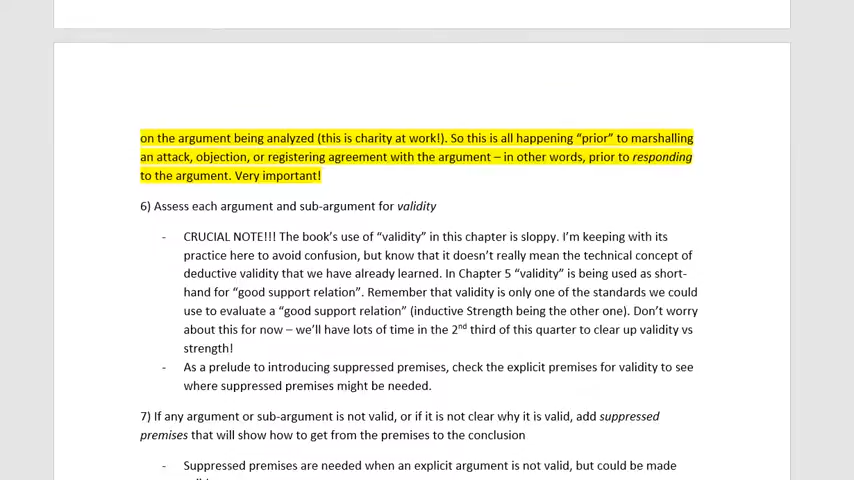 on the argument being analyzed (this is charity at work!). So this is all happening “prior” to marshalling
an attack, objection, or registering agreement with the argument – in other words, prior to responding
to the argument. Very important!
6) Assess each argument and sub-argument for validity
- CRUCIAL NOTE!!! The book’s use of “validity” in this chapter is sloppy. I’m keeping with its
practice here to avoid confusion, but know that it doesn’t really mean the technical concept of
deductive validity that we have already learned. In Chapter 5 “validity” is being used as short-
hand for “good support relation”. Remember that validity is only one of the standards we could
use to evaluate a “good support relation” (inductive Strength being the other one). Don’t worry
about this for now – we’ll have lots of time in the 2nd third of this quarter to clear up validity vs
strength!
- As a prelude to introducing suppressed premises, check the explicit premises for validity to see
where suppressed premises might be needed.
7) If any argument or sub-argument is not valid, or if it is not clear why it is valid, add suppressed
premises that will show how to get from the premises to the conclusion
- Suppressed premises are needed when an explicit argument is not valid, but could be made